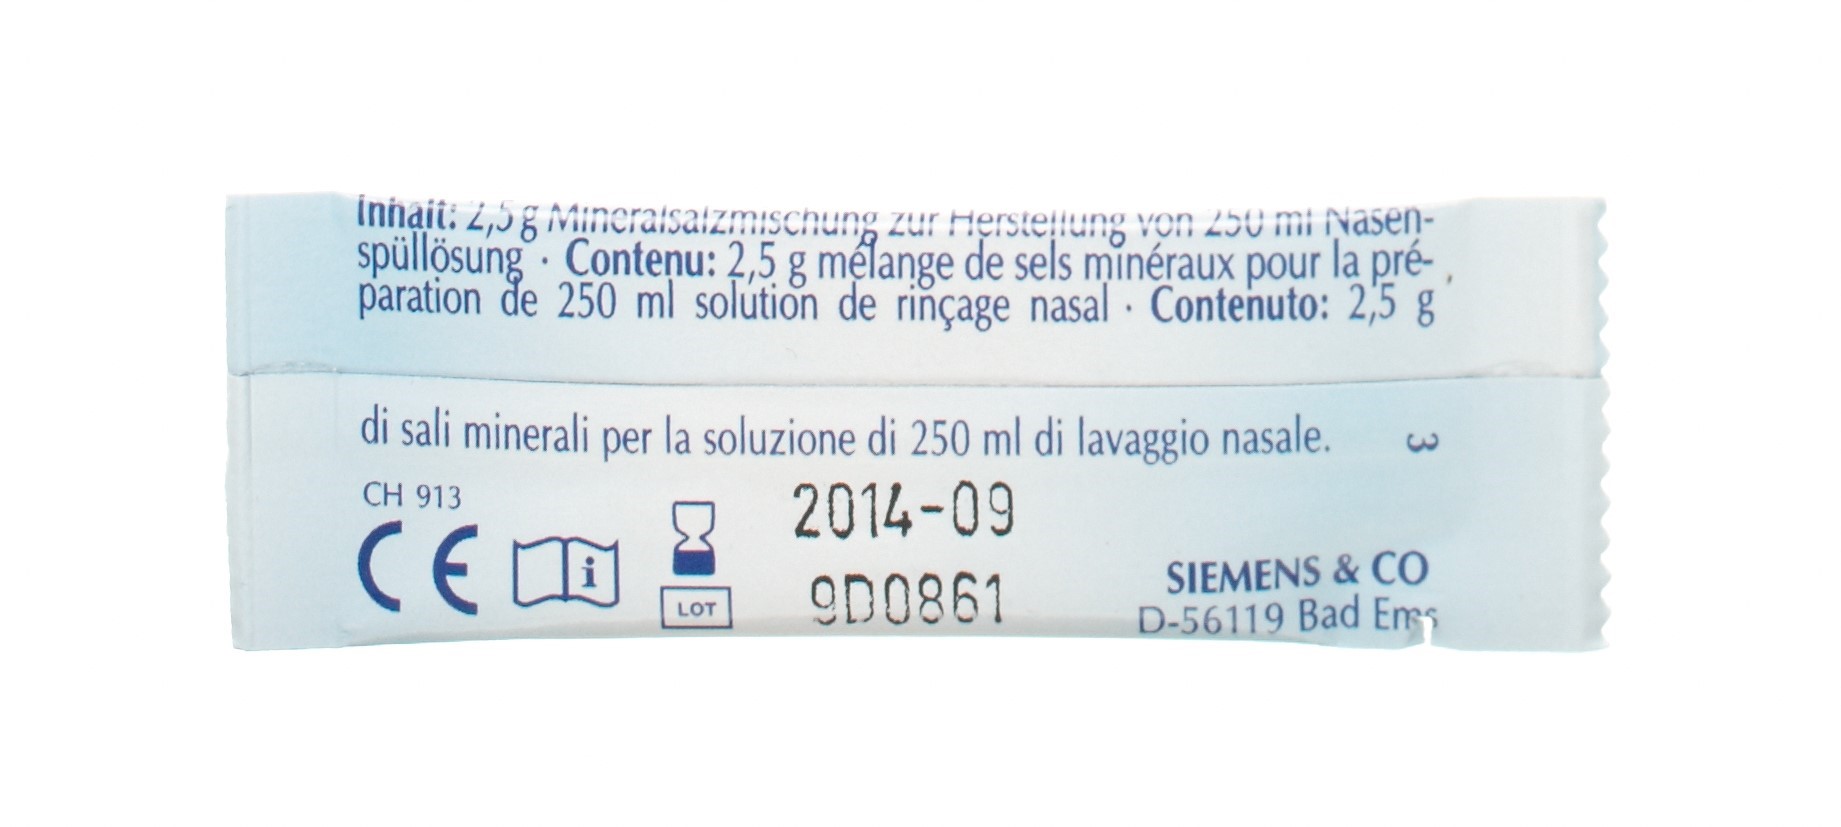 Inhalt: 2,5 g Mineralsalzmischung zur Herstellung von 250 ml Nasen-
spüllösung · Contenu: 2,5 g mélange de sels minéraux pour la pré-
paration de 250 ml solution de rinçage nasal · Contenuto: 2,5 g
di sali minerali per la soluzione di 250 ml di lavaggio nasale. 3
CH 913
2014-09
CE i
LOT 9D0861
SIEMENS & CO
D-56119 Bad Ems